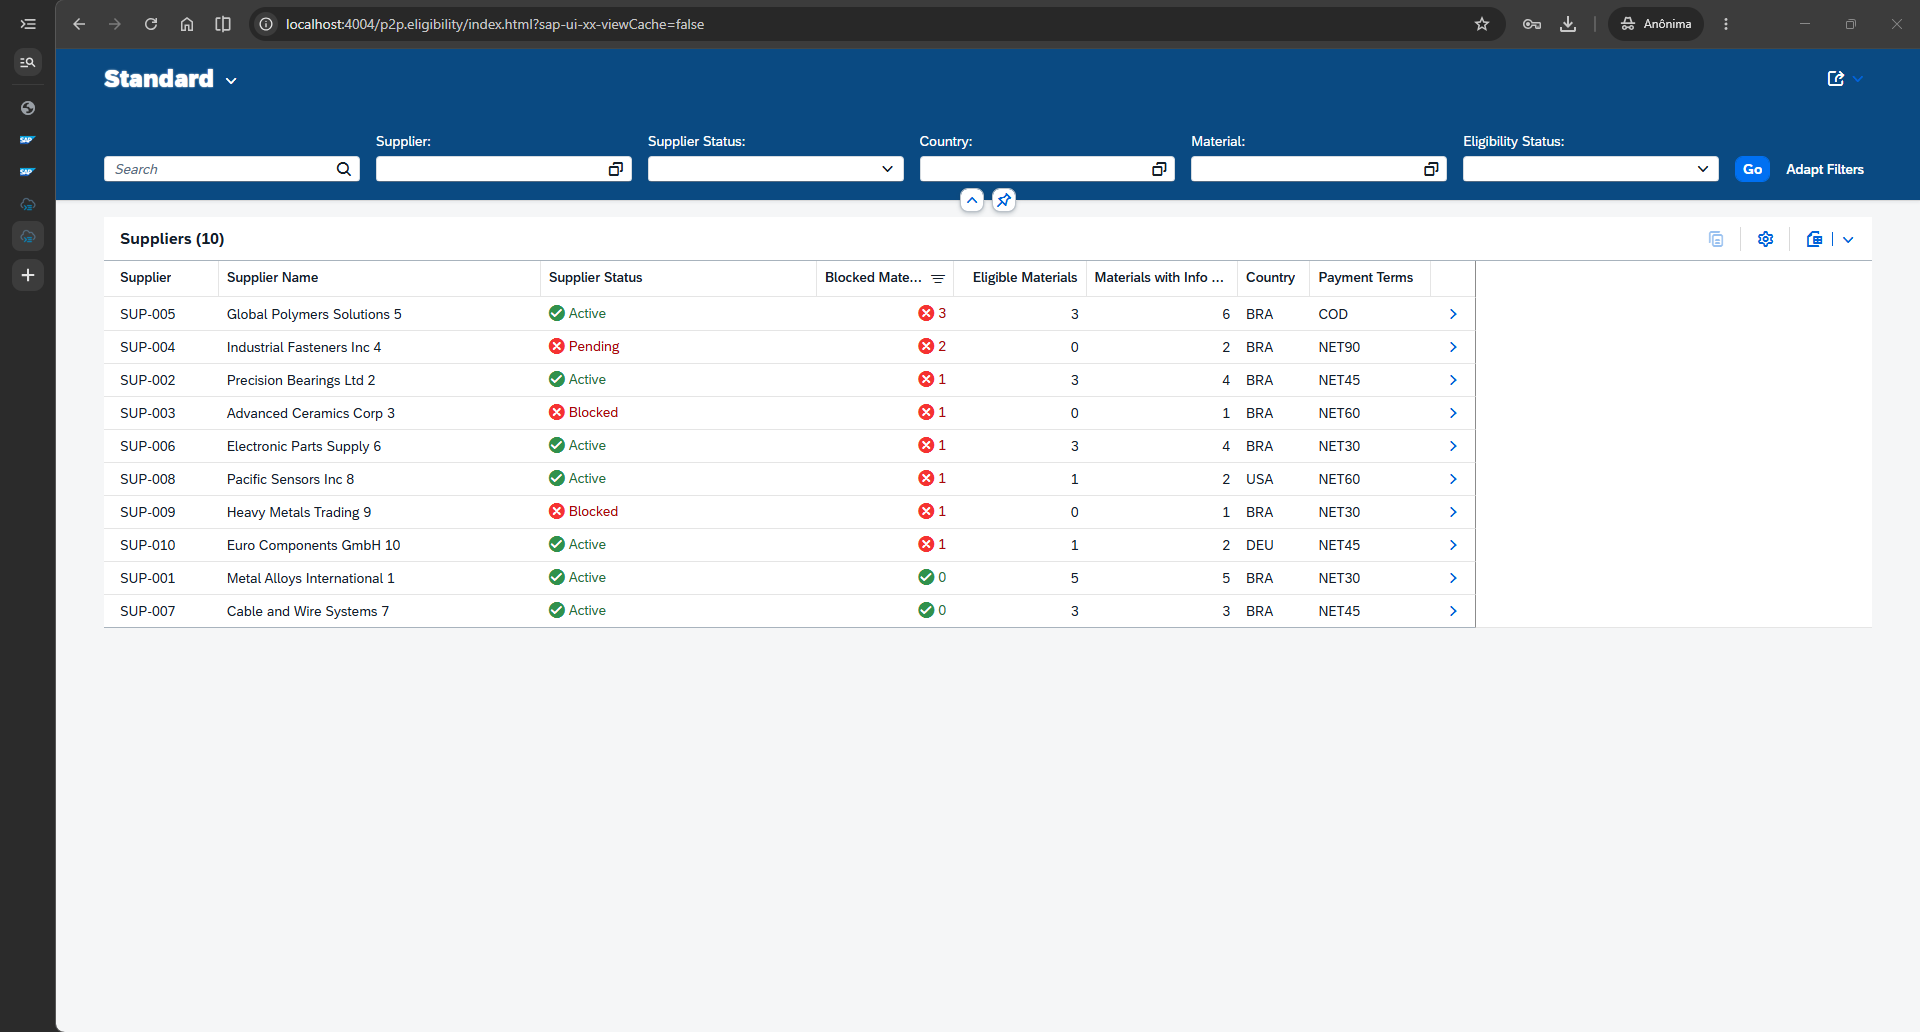 localhost:4004/p2p.eligibility/index.html?sap-ui-xx-viewCache=false
Anônima
SAP
SAP
Standard
Supplier: Supplier Status: Country: Material: Eligibility Status:
Search Go Adapt Filters
Suppliers (10)
Supplier Supplier Name Supplier Status Blocked Mate... Eligible Materials Materials with Info ... Country Payment Terms
SUP-005 Global Polymers Solutions 5 Active 3 3 6 BRA COD
SUP-004 Industrial Fasteners Inc 4 Pending 2 0 2 BRA NET90
SUP-002 Precision Bearings Ltd 2 Active 1 3 4 BRA NET45
SUP-003 Advanced Ceramics Corp 3 Blocked 1 0 1 BRA NET60
SUP-006 Electronic Parts Supply 6 Active 1 3 4 BRA NET30
SUP-008 Pacific Sensors Inc 8 Active 1 1 2 USA NET60
SUP-009 Heavy Metals Trading 9 Blocked 1 0 1 BRA NET30
SUP-010 Euro Components GmbH 10 Active 1 1 2 DEU NET45
SUP-001 Metal Alloys International 1 Active 0 5 5 BRA NET30
SUP-007 Cable and Wire Systems 7 Active 0 3 3 BRA NET45